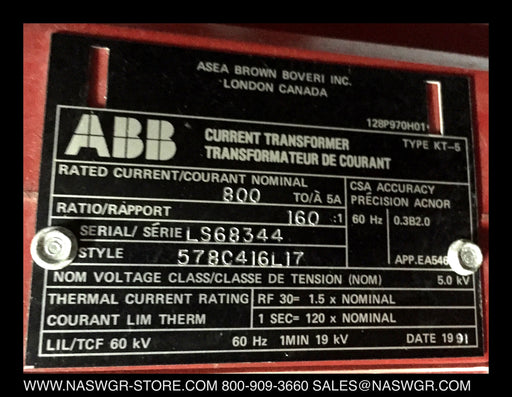 ASEA BROWN BOVERI INC.
LONDON CANADA
128P970H01
ABB
CURRENT TRANSFORMER TYPE KT-5
TRANSFORMATEUR DE COURANT
RATED CURRENT/COURANT NOMINAL
800 TO/À 5A
CSA ACCURACY
PRÉCISION ACNOR
RATIO/RAPPORT 160 :1
60 Hz 0.3B2.0
SERIAL/ SÉRIE LS68344
STYLE 578C416L17
APP.EA546
NOM VOLTAGE CLASS/CLASSE DE TENSION (NOM) 5.0 kV
THERMAL CURRENT RATING RF 30= 1.5 x NOMINAL
COURANT LIM THERM 1 SEC= 120 x NOMINAL
LIL/TCF 60 kV 60 Hz 1MIN 19 kV DATE 1991
WWW.NASWGR-STORE.COM 800-909-3660 SALES@NASWGR.COM